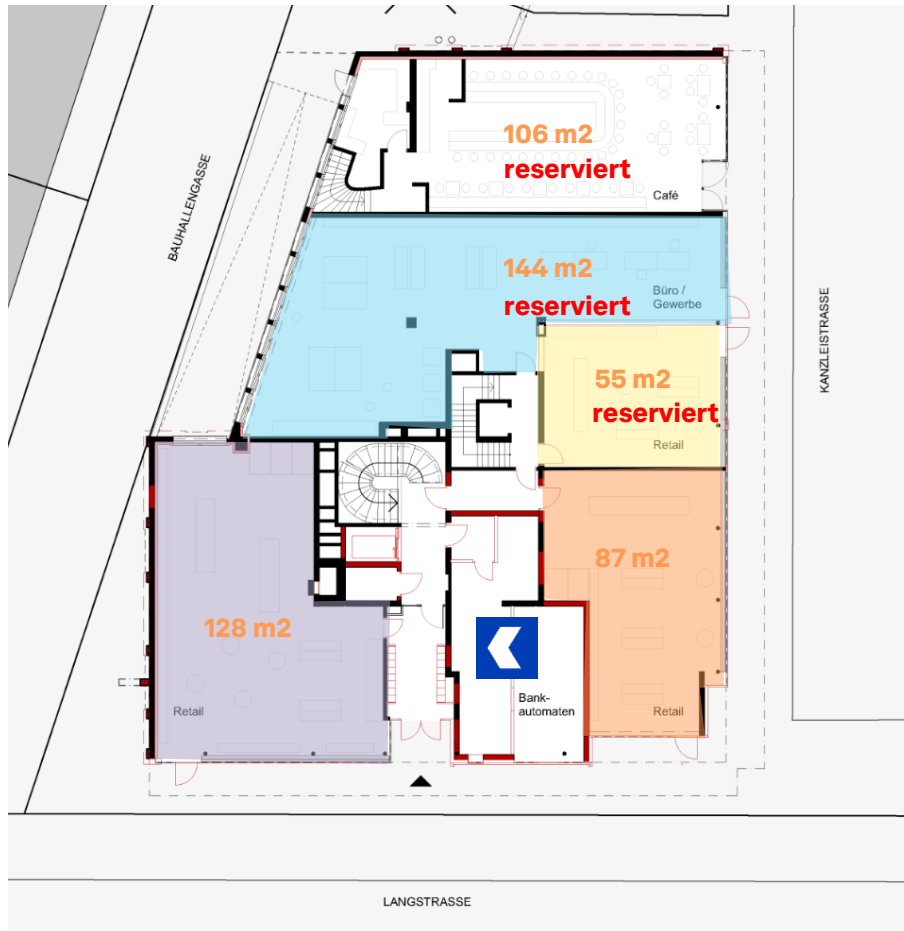 106 m2
reserviert
Café
BAUHALLENGASSE
144 m2
Büro /
Gewerbe
reserviert
KANZLEISTRASSE
55 m2
reserviert
Retail
87 m2
128 m2
Bank-
automaten
Retail
Retail
LANGSTRASSE